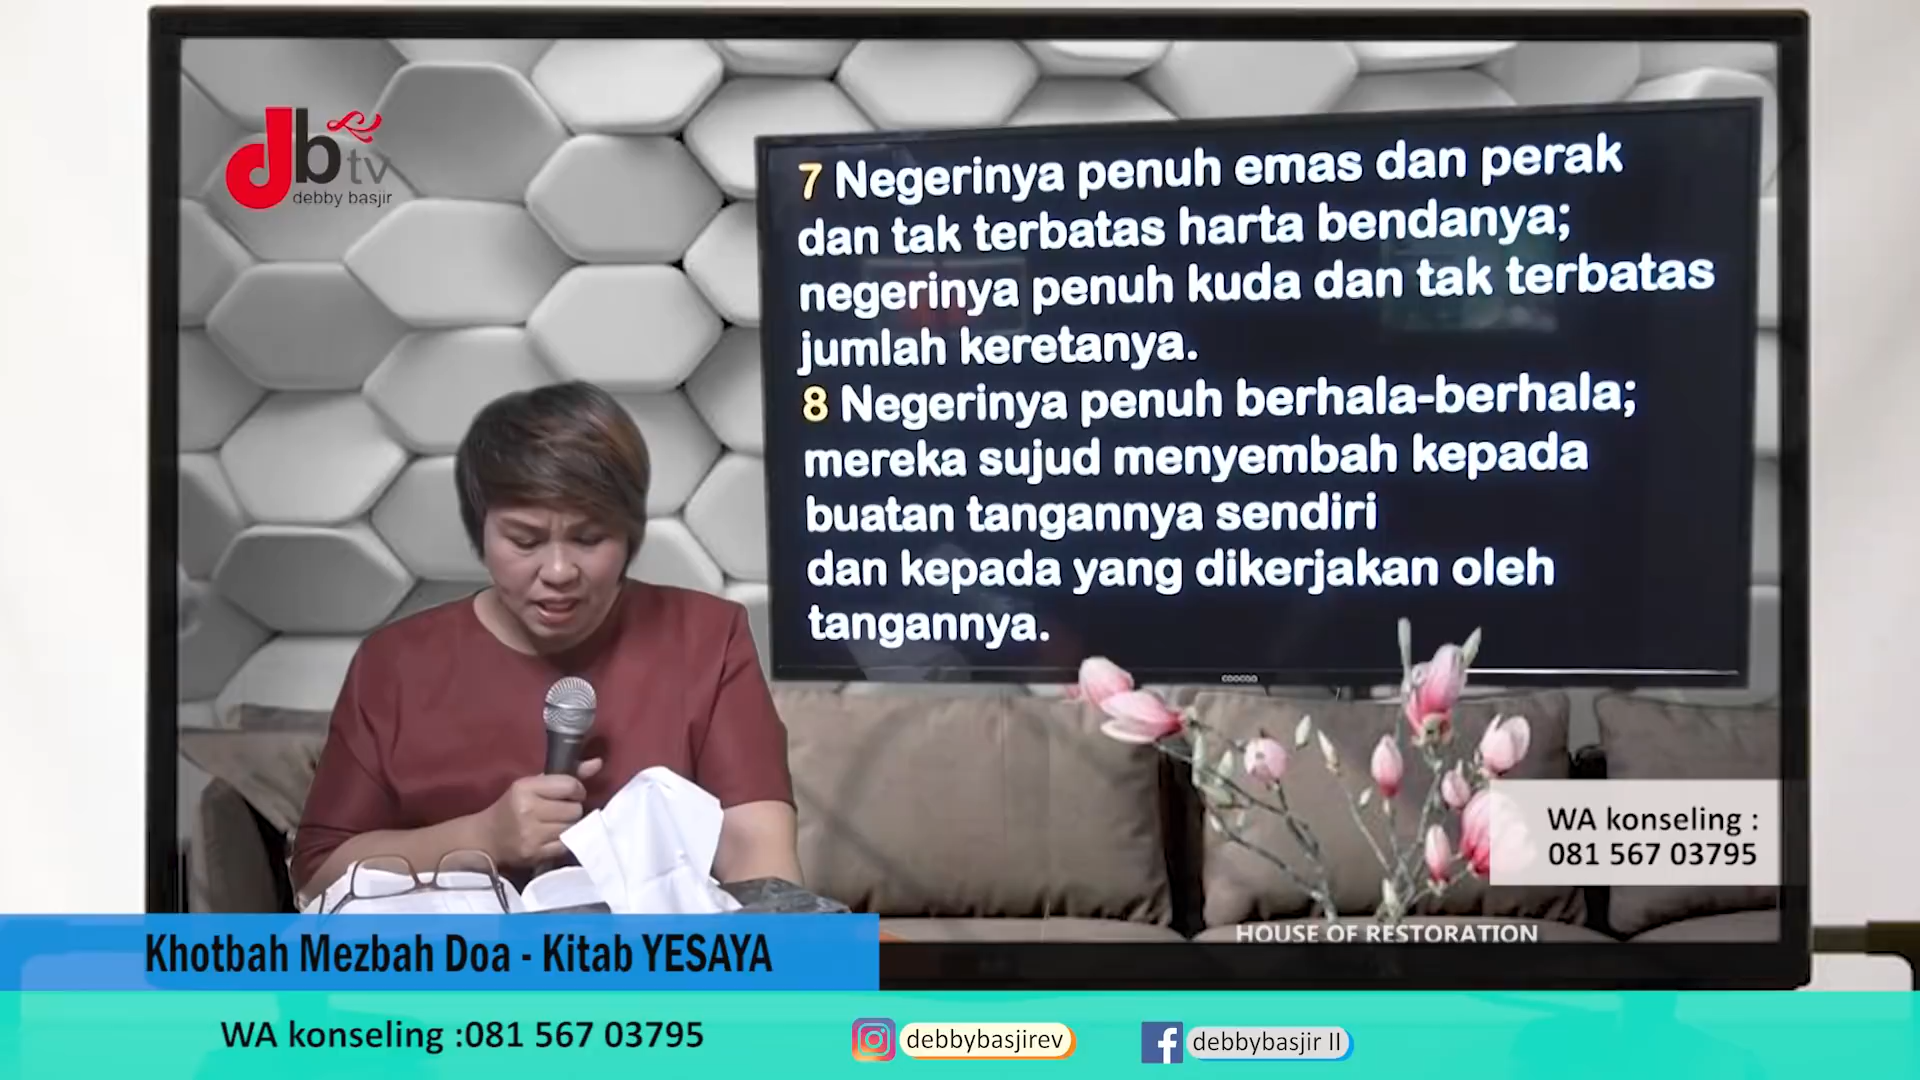 db tv
debby basjir
7 Negerinya penuh emas dan perak
dan tak terbatas harta bendanya;
negerinya penuh kuda dan tak terbatas
jumlah keretanya.
8 Negerinya penuh berhala-berhala;
mereka sujud menyembah kepada
buatan tangannya sendiri
dan kepada yang dikerjakan oleh
tangannya.
coocaa
WA konseling :
081 567 03795
HOUSE OF RESTORATION
Khotbah Mezbah Doa - Kitab YESAYA
WA konseling :081 567 03795
debbybasjirev
debbybasjir II